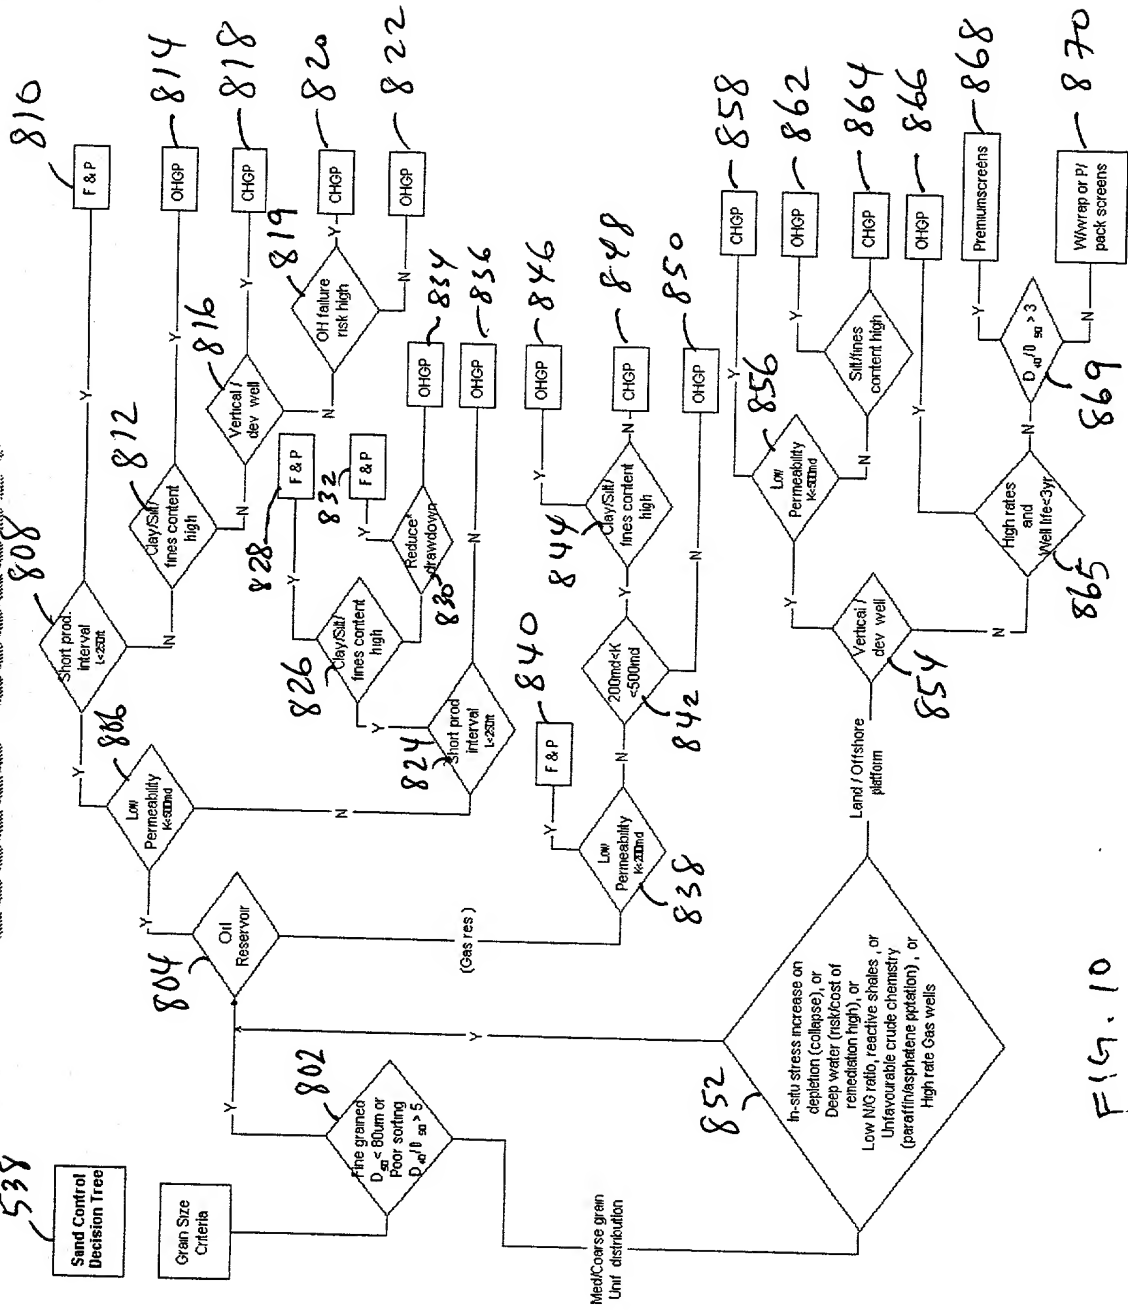 538
Sand Control
Decision Tree
Grain Size
Criteria
802
Fine grained
D50 < 80um or
Poor sorting
D40/D90 > 5
Y
Med/Coarse grain
Unif distribution
804
Oil
Reservoir
Y
(Gas res)
806
Low
Permeability
K<500md
Y
N
808
Short prod.
interval
L<250ft
Y
N
810
F & P
812
Clay/Silt/
fines content
high
Y
N
814
OHGP
816
Vertical /
dev well
Y
N
818
CHGP
819
OH failure
risk high
Y
N
820
CHGP
822
OHGP
824
Short prod
interval
L<250ft
Y
N
826
Clay/Silt/
fines content
high
Y
828
F & P
830
Reduce*
drawdown
832
F & P
834
OHGP
836
OHGP
838
Low
Permeability
K<200md
Y
N
840
F & P
842
200md<K
<500md
Y
N
844
Clay/Silt/
fines content
high
Y
N
846
OHGP
848
CHGP
850
OHGP
852
In-situ stress increase on
depletion (collapse), or
Deep water (risk/cost of
remediation high), or
Low N/G ratio, reactive shales, or
Unfavourable crude chemistry
(paraffin/asphatene pptation), or
High rate Gas wells
Y
Land / Offshore
platform
854
Vertical /
dev well
Y
N
856
Low
Permeability
K<500md
Y
N
858
CHGP
Silt/fines
content high
Y
N
862
OHGP
864
CHGP
865
High rates
and
Well life<3yr
Y
N
866
OHGP
869
D40/D90 > 3
Y
N
868
Premiumscreens
870
W/wrap or P/
pack screens
FIG. 10